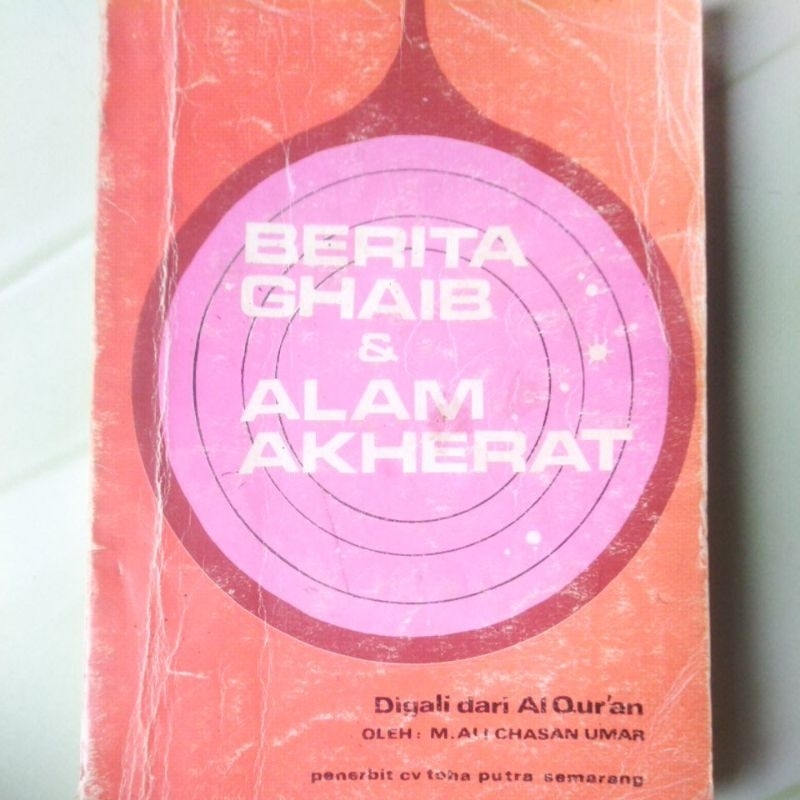 BERITA
GHAIB
&
ALAM
AKHERAT
Digali dari Al Qur'an
OLEH: M. ALI CHASAN UMAR
penerbit cv toha putra semarang